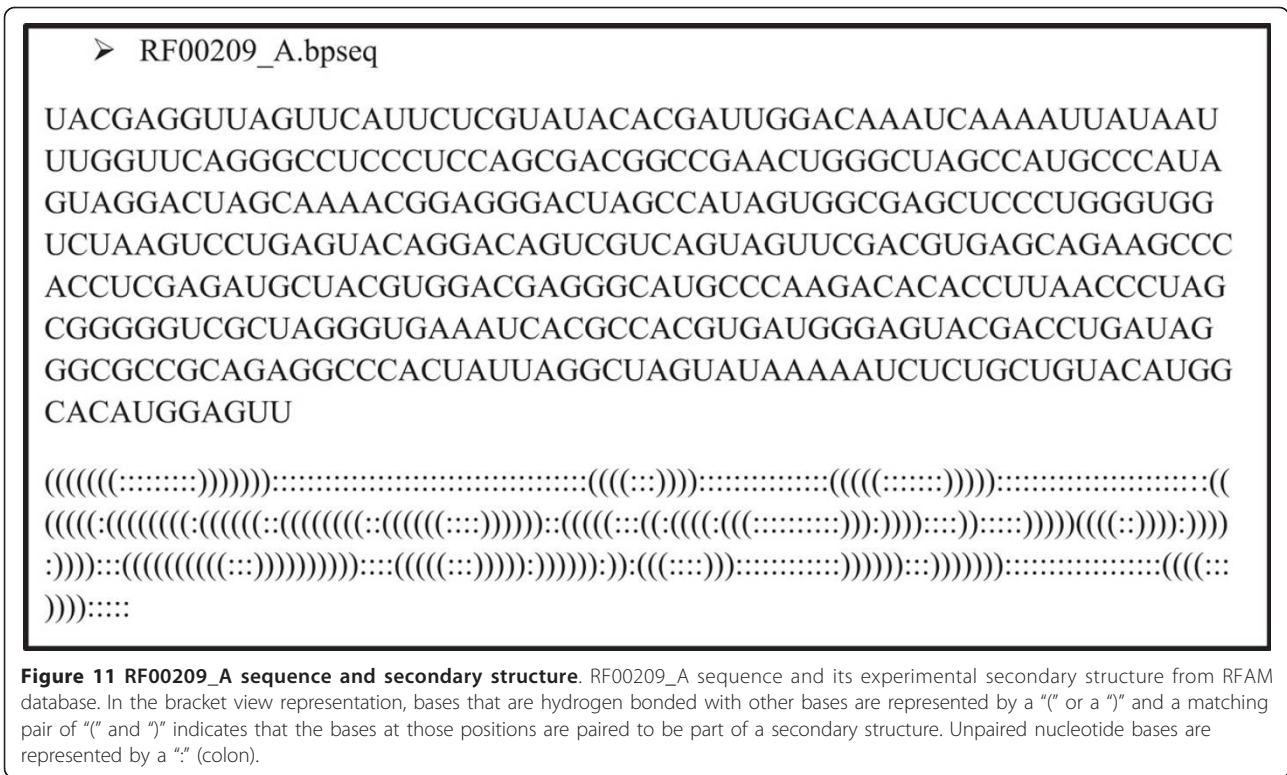 ➢ RF00209_A.bpseq
UACGAGGUUAGUUCAUUCUCGUAUACACGAUUGGACAAAUCAAAAUUAUAAU
UUGGUUCAGGGCCUCCCUCCAGCGACGGCCGAACUGGGCUAGCCAUGCCCAUA
GUAGGACUAGCAAAACGGAGGGACUAGCCAUAGUGGCGAGCUCCCUGGGUGG
UCUAAGUCCUGAGUACAGGACAGUCGUCAGUAGUUCGACGUGAGCAGAAGCCC
ACCUCGAGAUGCUACGUGGACGAGGGCAUGCCCAAGACACACCUUAACCCUAG
CGGGGGUCGCUAGGGUGAAAUCACGCCACGUGAUGGGAGUACGACCUGAUAG
GGCGCCGCAGAGGCCCACUAUUAGGCUAGUAUAAAAAUCUCUGCUGUACAUGG
CACAUGGAGUU
(((((((:::::::::)))))))::::::::::::::::::::::::::::::::::::((((:::)))):::::::::::::::(((((:::::::)))))::::::::::::::::::::::::((
(((((:((((((((:((((((::((((((((::((((((::::))))))::(((((:::((:((((:(((::::::::::))):))))::::)):::::)))))((((::)))):))))
:)))):::((((((((((:::))))))))))::::(((((:::))))):)))))):)):(((::::)))::::::::::::)))))):::)))))))::::::::::::::::::((((:::
)))):::::
Figure 11 RF00209_A sequence and secondary structure. RF00209_A sequence and its experimental secondary structure from RFAM
database. In the bracket view representation, bases that are hydrogen bonded with other bases are represented by a "(" or a ")" and a matching
pair of "(" and ")" indicates that the bases at those positions are paired to be part of a secondary structure. Unpaired nucleotide bases are
represented by a ":" (colon).